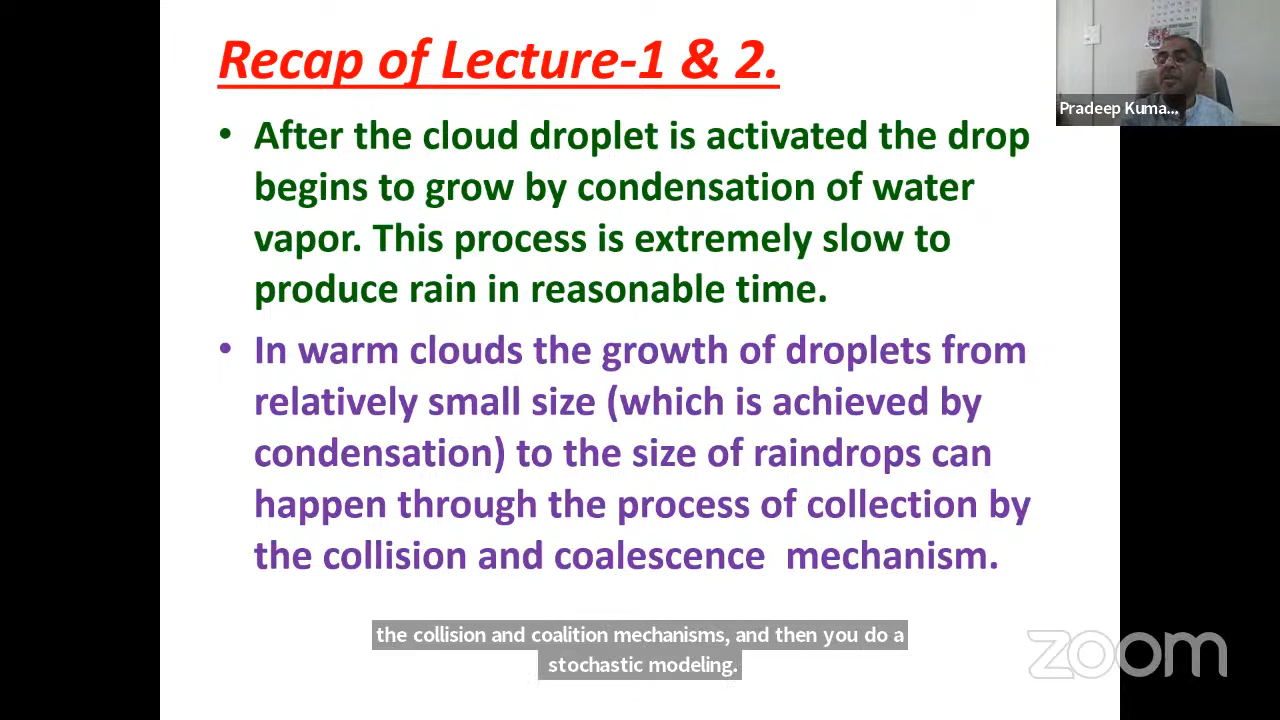 Recap of Lecture-1 & 2.
• After the cloud droplet is activated the drop
begins to grow by condensation of water
vapor. This process is extremely slow to
produce rain in reasonable time.
• In warm clouds the growth of droplets from
relatively small size (which is achieved by
condensation) to the size of raindrops can
happen through the process of collection by
the collision and coalescence mechanism.
the collision and coalition mechanisms, and then you do a
stochastic modeling.
Pradeep Kuma...
zoom